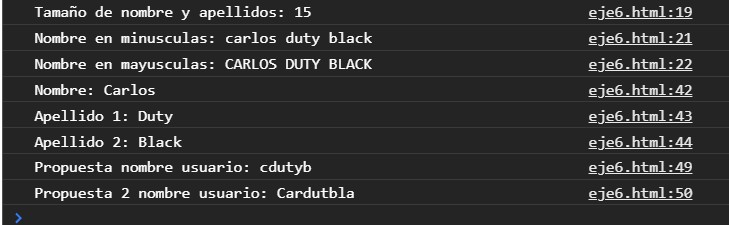 Tamaño de nombre y apellidos: 15 eje6.html:19
Nombre en minusculas: carlos duty black eje6.html:21
Nombre en mayusculas: CARLOS DUTY BLACK eje6.html:22
Nombre: Carlos eje6.html:42
Apellido 1: Duty eje6.html:43
Apellido 2: Black eje6.html:44
Propuesta nombre usuario: cdutyb eje6.html:49
Propuesta 2 nombre usuario: Cardutbla eje6.html:50